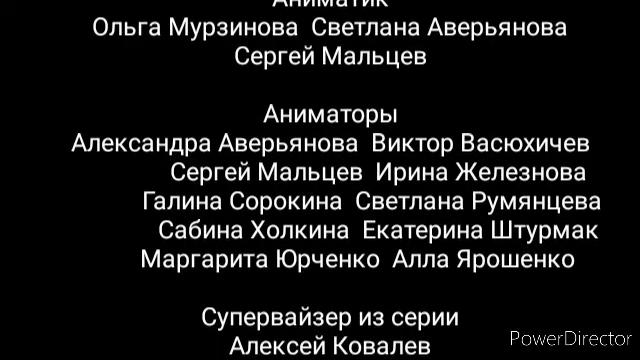 Аниматик
Ольга Мурзинова Светлана Аверьянова
Сергей Мальцев
Аниматоры
Александра Аверьянова Виктор Васюхичев
Сергей Мальцев Ирина Железнова
Галина Сорокина Светлана Румянцева
Сабина Холкина Екатерина Штурмак
Маргарита Юрченко Алла Ярошенко
Супервайзер из серии
Алексей Ковалев
PowerDirector